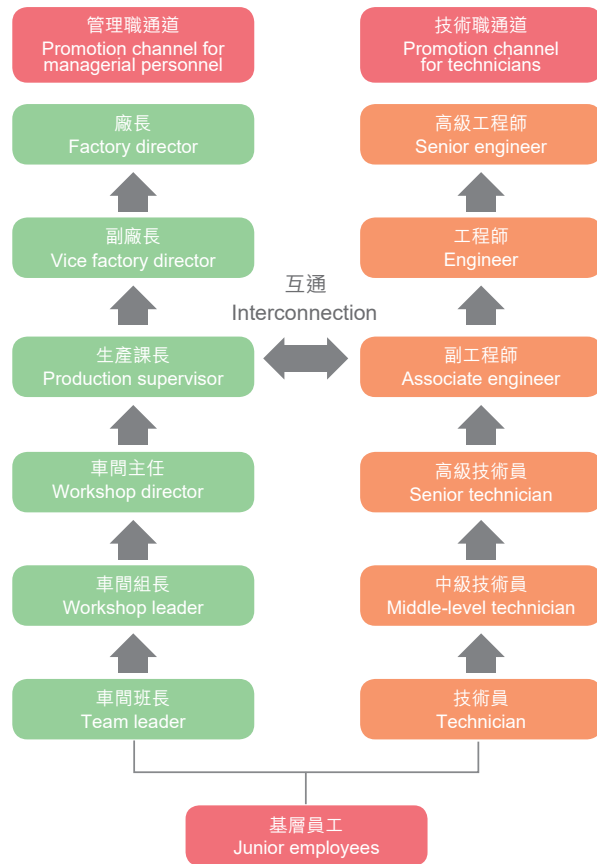 管理職通道
Promotion channel for
managerial personnel
技術職通道
Promotion channel
for technicians
廠長
Factory director
高級工程師
Senior engineer
副廠長
Vice factory director
工程師
Engineer
互通
Interconnection
生產課長
Production supervisor
副工程師
Associate engineer
車間主任
Workshop director
高級技術員
Senior technician
車間組長
Workshop leader
中級技術員
Middle-level technician
車間班長
Team leader
技術員
Technician
基層員工
Junior employees